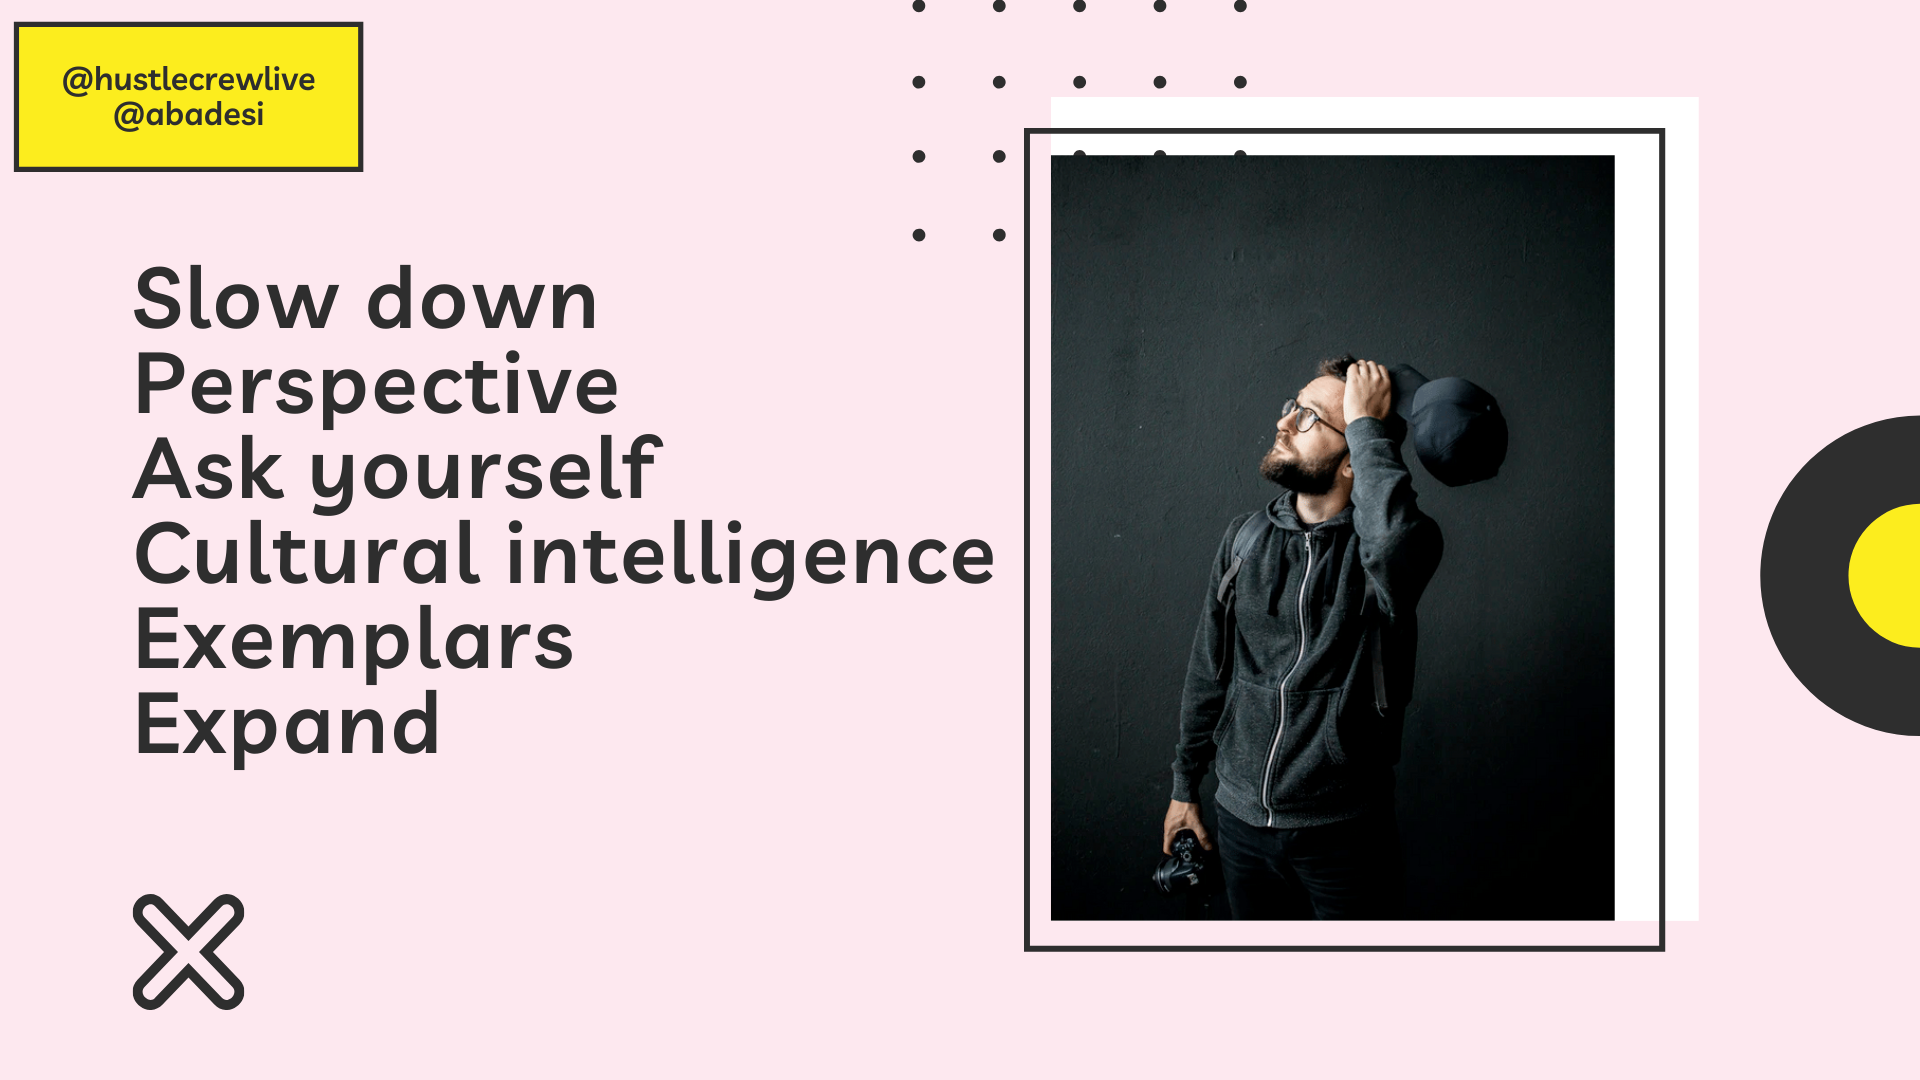 @hustlecrewlive
@abadesi
Slow down
Perspective
Ask yourself
Cultural intelligence
Exemplars
Expand